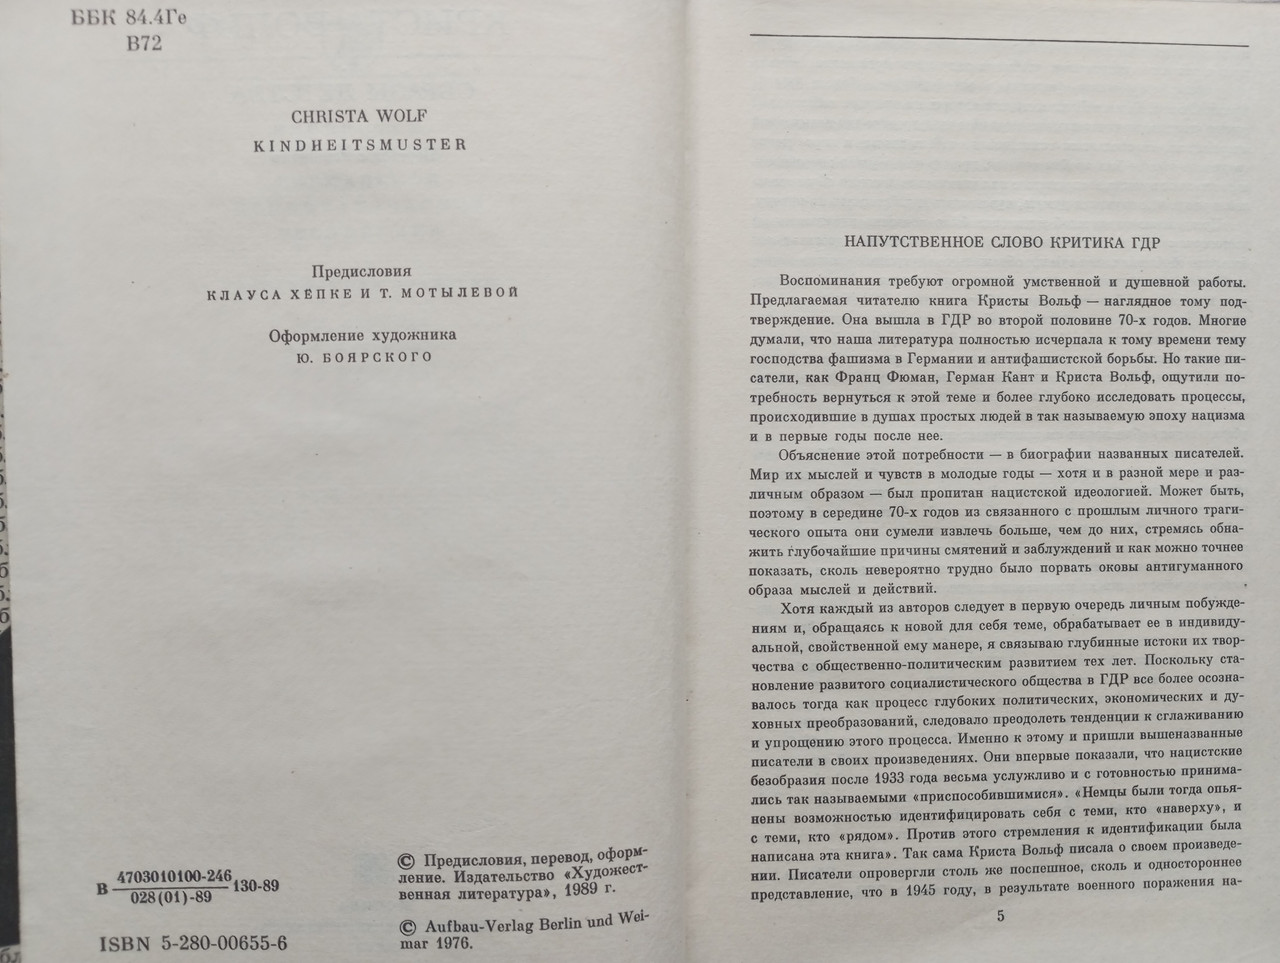 ББК 84.4Ге
В72
CHRISTA WOLF
KINDHEITSMUSTER
Предисловия
КЛАУСА ХЁПКЕ И Т. МОТЫЛЕВОЙ
Оформление художника
Ю. БОЯРСКОГО
В 4703010100-246 130-89
028(01)-89
© Предисловия, перевод, оформ-
ление. Издательство «Художест-
венная литература», 1989 г.
© Aufbau-Verlag Berlin und Wei-
mar 1976.
ISBN 5-280-00655-6
НАПУТСТВЕННОЕ СЛОВО КРИТИКА ГДР
Воспоминания требуют огромной умственной и душевной работы.
Предлагаемая читателю книга Кристы Вольф — наглядное тому под-
тверждение. Она вышла в ГДР во второй половине 70-х годов. Многие
думали, что наша литература полностью исчерпала к тому времени тему
господства фашизма в Германии и антифашистской борьбы. Но такие пи-
сатели, как Франц Фюман, Герман Кант и Криста Вольф, ощутили по-
требность вернуться к этой теме и более глубоко исследовать процессы,
происходившие в душах простых людей в так называемую эпоху нацизма
и в первые годы после нее.
Объяснение этой потребности — в биографии названных писателей.
Мир их мыслей и чувств в молодые годы — хотя и в разной мере и раз-
личным образом — был пропитан нацистской идеологией. Может быть,
поэтому в середине 70-х годов из связанного с прошлым личного траги-
ческого опыта они сумели извлечь больше, чем до них, стремясь обна-
жить глубочайшие причины смятений и заблуждений и как можно точнее
показать, сколь невероятно трудно было порвать оковы антигуманного
образа мыслей и действий.
Хотя каждый из авторов следует в первую очередь личным побужде-
ниям и, обращаясь к новой для себя теме, обрабатывает ее в индивиду-
альной, свойственной ему манере, я связываю глубинные истоки их твор-
чества с общественно-политическим развитием тех лет. Поскольку ста-
новление развитого социалистического общества в ГДР все более осозна-
валось тогда как процесс глубоких политических, экономических и ду-
ховных преобразований, следовало преодолеть тенденции к сглаживанию
и упрощению этого процесса. Именно к этому и пришли вышеназванные
писатели в своих произведениях. Они впервые показали, что нацистские
безобразия после 1933 года весьма услужливо и с готовностью принима-
лись так называемыми «приспособившимися». «Немцы были тогда опья-
нены возможностью идентифицировать себя с теми, кто «наверху», и
с теми, кто «рядом». Против этого стремления к идентификации была
написана эта книга». Так сама Криста Вольф писала о своем произведе-
нии. Писатели опровергли столь же поспешное, сколь и одностороннее
представление, что в 1945 году, в результате военного поражения на-
5